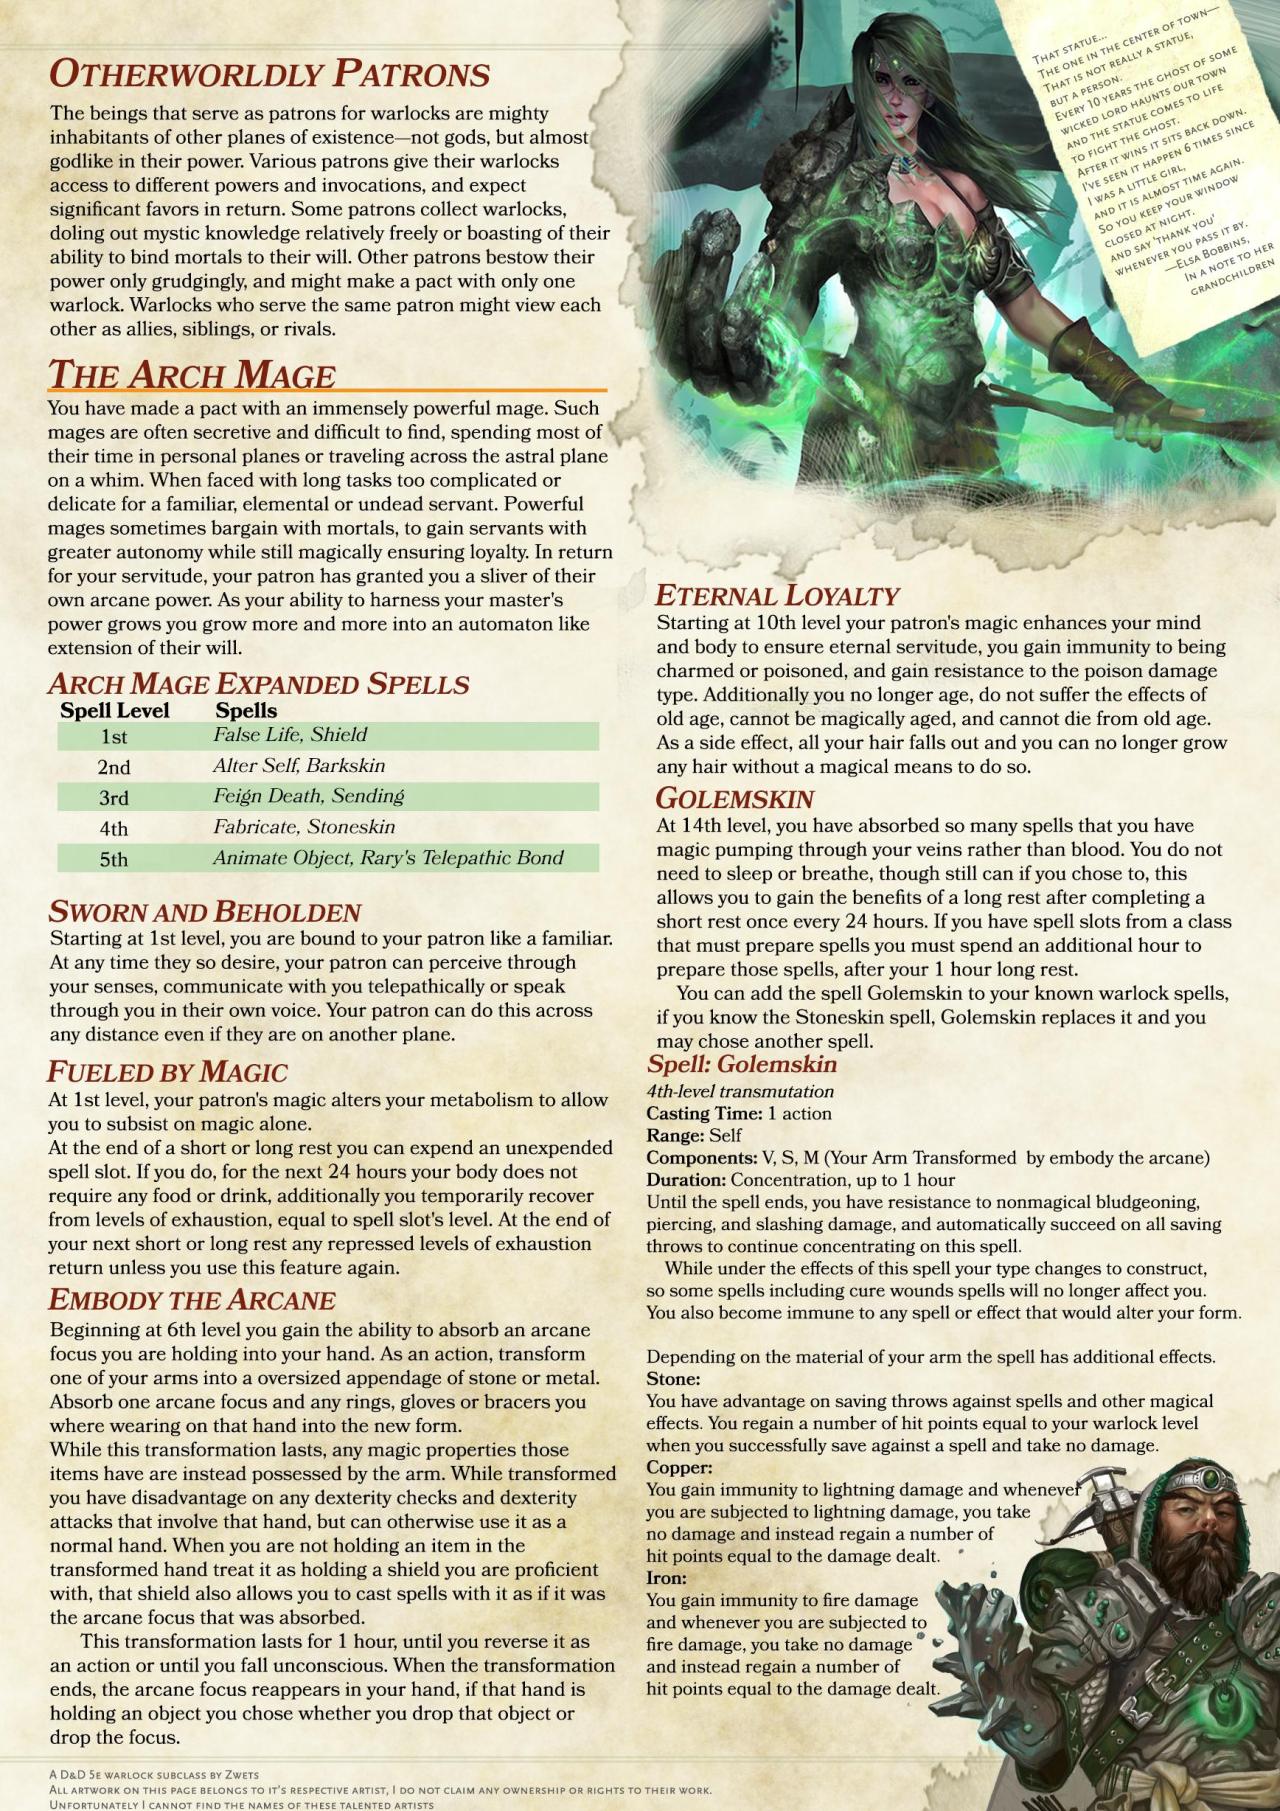 OTHERWORLDLY PATRONS
The beings that serve as patrons for warlocks are mighty
inhabitants of other planes of existence—not gods, but almost
godlike in their power. Various patrons give their warlocks
access to different powers and invocations, and expect
significant favors in return. Some patrons collect warlocks,
doling out mystic knowledge relatively freely or boasting of their
ability to bind mortals to their will. Other patrons bestow their
power only grudgingly, and might make a pact with only one
warlock. Warlocks who serve the same patron might view each
other as allies, siblings, or rivals.
THE ARCH MAGE
You have made a pact with an immensely powerful mage. Such
mages are often secretive and difficult to find, spending most of
their time in personal planes or traveling across the astral plane
on a whim. When faced with long tasks too complicated or
delicate for a familiar, elemental or undead servant. Powerful
mages sometimes bargain with mortals, to gain servants with
greater autonomy while still magically ensuring loyalty. In return
for your servitude, your patron has granted you a sliver of their
own arcane power. As your ability to harness your master's
power grows you grow more and more into an automaton like
extension of their will.
ARCH MAGE EXPANDED SPELLS
Spell Level Spells
1st False Life, Shield
2nd Alter Self, Barkskin
3rd Feign Death, Sending
4th Fabricate, Stoneskin
5th Animate Object, Rary's Telepathic Bond
SWORN AND BEHOLDEN
Starting at 1st level, you are bound to your patron like a familiar.
At any time they so desire, your patron can perceive through
your senses, communicate with you telepathically or speak
through you in their own voice. Your patron can do this across
any distance even if they are on another plane.
FUELED BY MAGIC
At 1st level, your patron's magic alters your metabolism to allow
you to subsist on magic alone.
At the end of a short or long rest you can expend an unexpended
spell slot. If you do, for the next 24 hours your body does not
require any food or drink, additionally you temporarily recover
from levels of exhaustion, equal to spell slot's level. At the end of
your next short or long rest any repressed levels of exhaustion
return unless you use this feature again.
EMBODY THE ARCANE
Beginning at 6th level you gain the ability to absorb an arcane
focus you are holding into your hand. As an action, transform
one of your arms into a oversized appendage of stone or metal.
Absorb one arcane focus and any rings, gloves or bracers you
where wearing on that hand into the new form.
While this transformation lasts, any magic properties those
items have are instead possessed by the arm. While transformed
you have disadvantage on any dexterity checks and dexterity
attacks that involve that hand, but can otherwise use it as a
normal hand. When you are not holding an item in the
transformed hand treat it as holding a shield you are proficient
with, that shield also allows you to cast spells with it as if it was
the arcane focus that was absorbed.
This transformation lasts for 1 hour, until you reverse it as
an action or until you fall unconscious. When the transformation
ends, the arcane focus reappears in your hand, if that hand is
holding an object you chose whether you drop that object or
drop the focus.
THAT STATUE...
THE ONE IN THE CENTER OF TOWN—
THAT IS NOT REALLY A STATUE,
BUT A PERSON.
EVERY 10 YEARS THE GHOST OF SOME
WICKED LORD HAUNTS OUR TOWN
AND THE STATUE COMES TO LIFE
TO FIGHT THE GHOST.
AFTER IT WINS IT SITS BACK DOWN.
I'VE SEEN IT HAPPEN 6 TIMES SINCE
I WAS A LITTLE GIRL,
AND IT IS ALMOST TIME AGAIN.
SO YOU KEEP YOUR WINDOW
CLOSED AT NIGHT.
AND SAY 'THANK YOU'
WHENEVER YOU PASS IT BY.
—ELSA BOBBINS,
IN A NOTE TO HER
GRANDCHILDREN
ETERNAL LOYALTY
Starting at 10th level your patron's magic enhances your mind
and body to ensure eternal servitude, you gain immunity to being
charmed or poisoned, and gain resistance to the poison damage
type. Additionally you no longer age, do not suffer the effects of
old age, cannot be magically aged, and cannot die from old age.
As a side effect, all your hair falls out and you can no longer grow
any hair without a magical means to do so.
GOLEMSKIN
At 14th level, you have absorbed so many spells that you have
magic pumping through your veins rather than blood. You do not
need to sleep or breathe, though still can if you chose to, this
allows you to gain the benefits of a long rest after completing a
short rest once every 24 hours. If you have spell slots from a class
that must prepare spells you must spend an additional hour to
prepare those spells, after your 1 hour long rest.
You can add the spell Golemskin to your known warlock spells,
if you know the Stoneskin spell, Golemskin replaces it and you
may chose another spell.
Spell: Golemskin
4th-level transmutation
Casting Time: 1 action
Range: Self
Components: V, S, M (Your Arm Transformed by embody the arcane)
Duration: Concentration, up to 1 hour
Until the spell ends, you have resistance to nonmagical bludgeoning,
piercing, and slashing damage, and automatically succeed on all saving
throws to continue concentrating on this spell.
While under the effects of this spell your type changes to construct,
so some spells including cure wounds spells will no longer affect you.
You also become immune to any spell or effect that would alter your form.
Depending on the material of your arm the spell has additional effects.
Stone:
You have advantage on saving throws against spells and other magical
effects. You regain a number of hit points equal to your warlock level
when you successfully save against a spell and take no damage.
Copper:
You gain immunity to lightning damage and whenever
you are subjected to lightning damage, you take
no damage and instead regain a number of
hit points equal to the damage dealt.
Iron:
You gain immunity to fire damage
and whenever you are subjected to
fire damage, you take no damage
and instead regain a number of
hit points equal to the damage dealt.
A D&D 5E WARLOCK SUBCLASS BY ZWETS
ALL ARTWORK ON THIS PAGE BELONGS TO IT'S RESPECTIVE ARTIST, I DO NOT CLAIM ANY OWNERSHIP OR RIGHTS TO THEIR WORK.
UNFORTUNATELY I CANNOT FIND THE NAMES OF THESE TALENTED ARTISTS